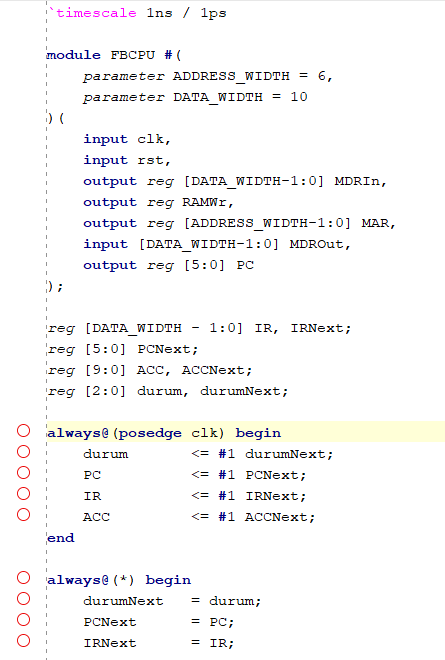 `timescale 1ns / 1ps
module FBCPU #(
parameter ADDRESS_WIDTH = 6,
parameter DATA_WIDTH = 10
)(
input clk,
input rst,
output reg [DATA_WIDTH-1:0] MDRIn,
output reg RAMWr,
output reg [ADDRESS_WIDTH-1:0] MAR,
input [DATA_WIDTH-1:0] MDROut,
output reg [5:0] PC
);
reg [DATA_WIDTH - 1:0] IR, IRNext;
reg [5:0] PCNext;
reg [9:0] ACC, ACCNext;
reg [2:0] durum, durumNext;
always@(posedge clk) begin
durum <= #1 durumNext;
PC <= #1 PCNext;
IR <= #1 IRNext;
ACC <= #1 ACCNext;
end
always@(*) begin
durumNext = durum;
PCNext = PC;
IRNext = IR;